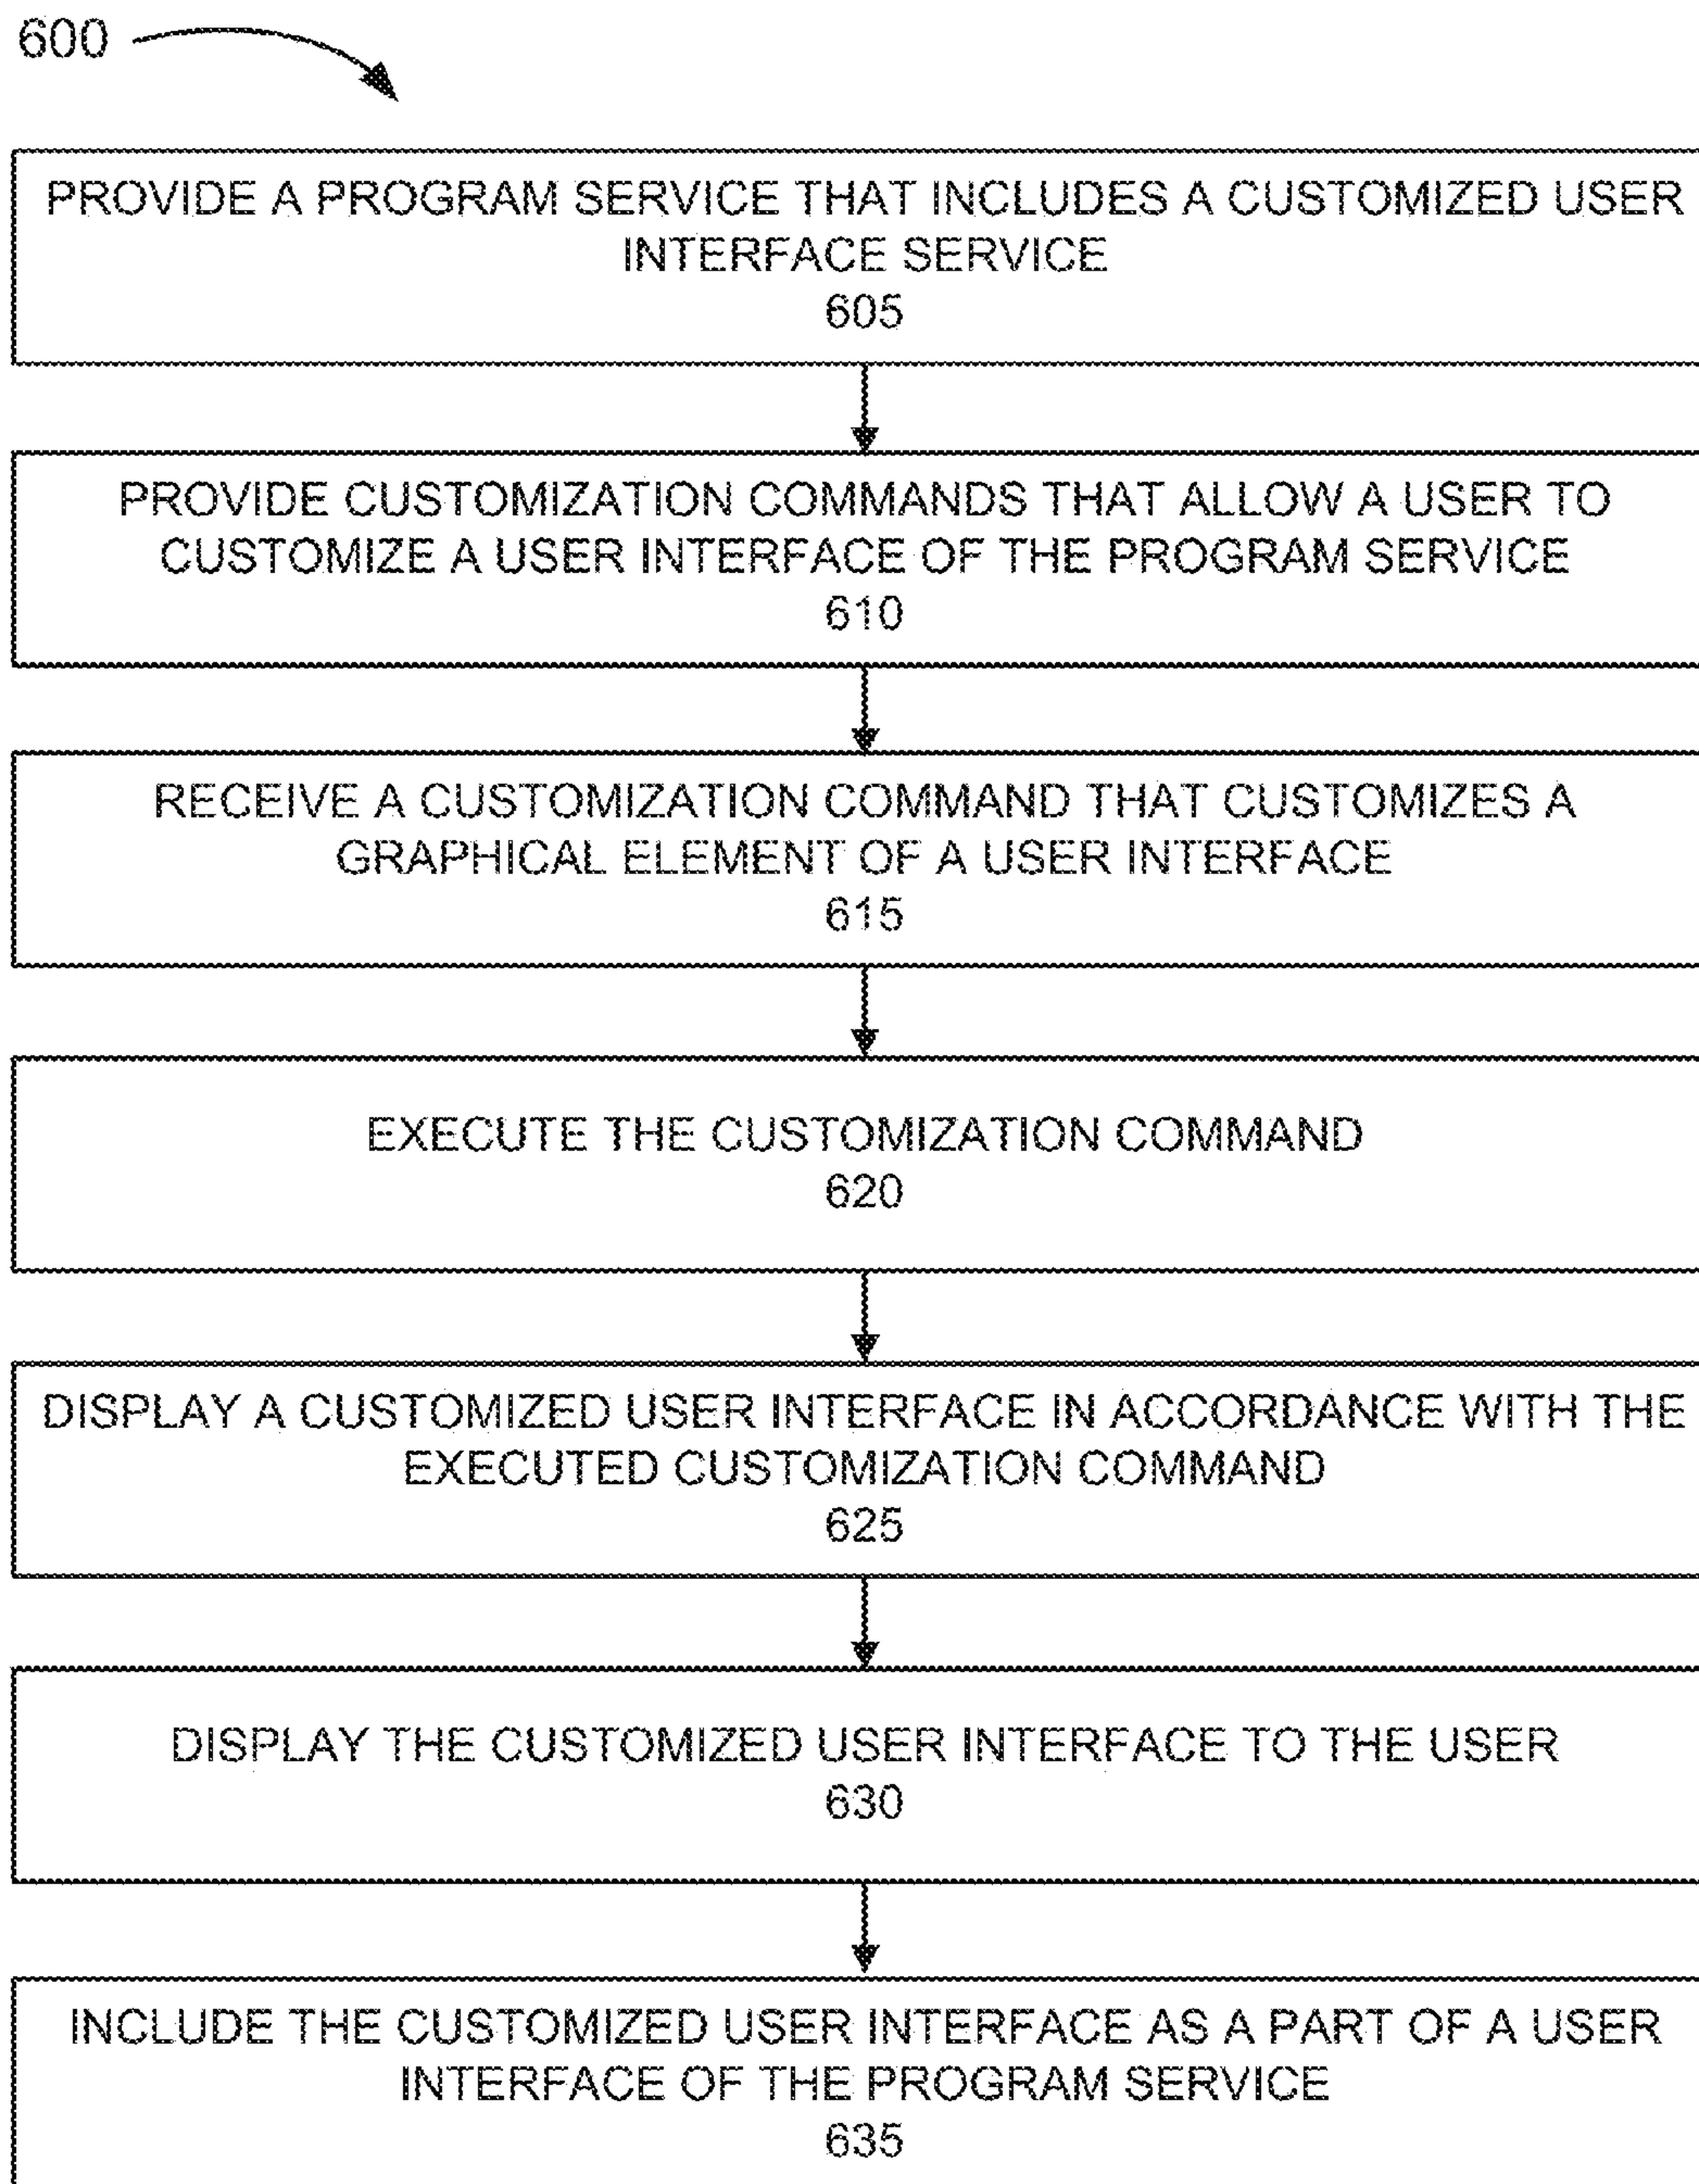 600
PROVIDE A PROGRAM SERVICE THAT INCLUDES A CUSTOMIZED USER
INTERFACE SERVICE
605
PROVIDE CUSTOMIZATION COMMANDS THAT ALLOW A USER TO
CUSTOMIZE A USER INTERFACE OF THE PROGRAM SERVICE
610
RECEIVE A CUSTOMIZATION COMMAND THAT CUSTOMIZES A
GRAPHICAL ELEMENT OF A USER INTERFACE
615
EXECUTE THE CUSTOMIZATION COMMAND
620
DISPLAY A CUSTOMIZED USER INTERFACE IN ACCORDANCE WITH THE
EXECUTED CUSTOMIZATION COMMAND
625
DISPLAY THE CUSTOMIZED USER INTERFACE TO THE USER
630
INCLUDE THE CUSTOMIZED USER INTERFACE AS A PART OF A USER
INTERFACE OF THE PROGRAM SERVICE
635